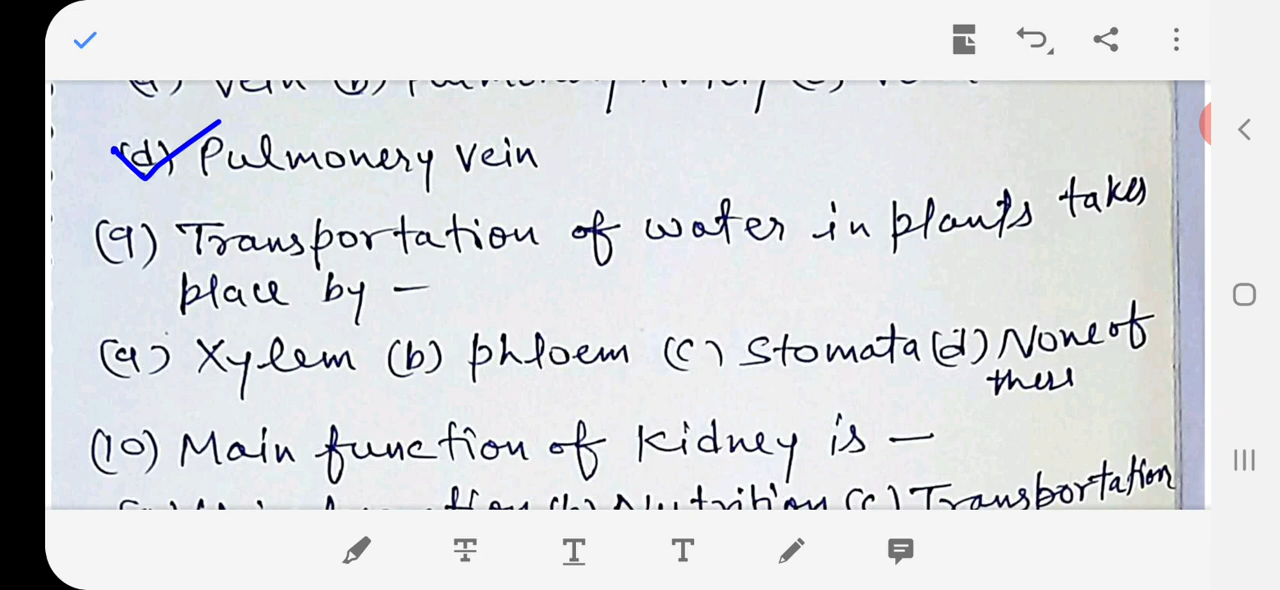 (d) Pulmonery vein
(9) Transportation of water in plants takes
place by -
(a) Xylem (b) phloem (c) Stomata (d) None of
these
(10) Main function of kidney is -
(b) Nutrition (c) Transportation